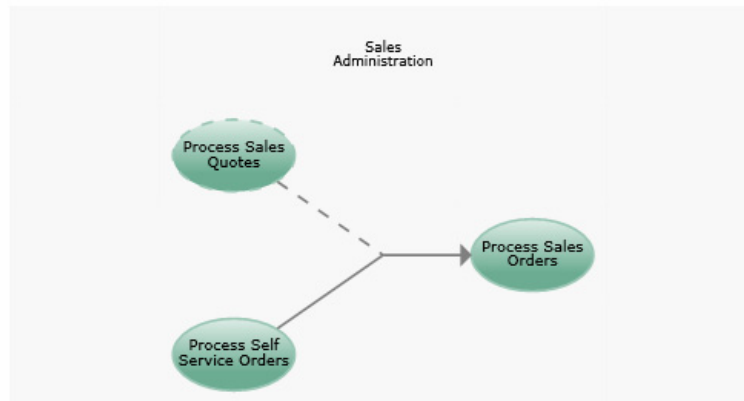 Sales
Administration
Process Sales
Quotes
Process Sales
Orders
Process Self
Service Orders